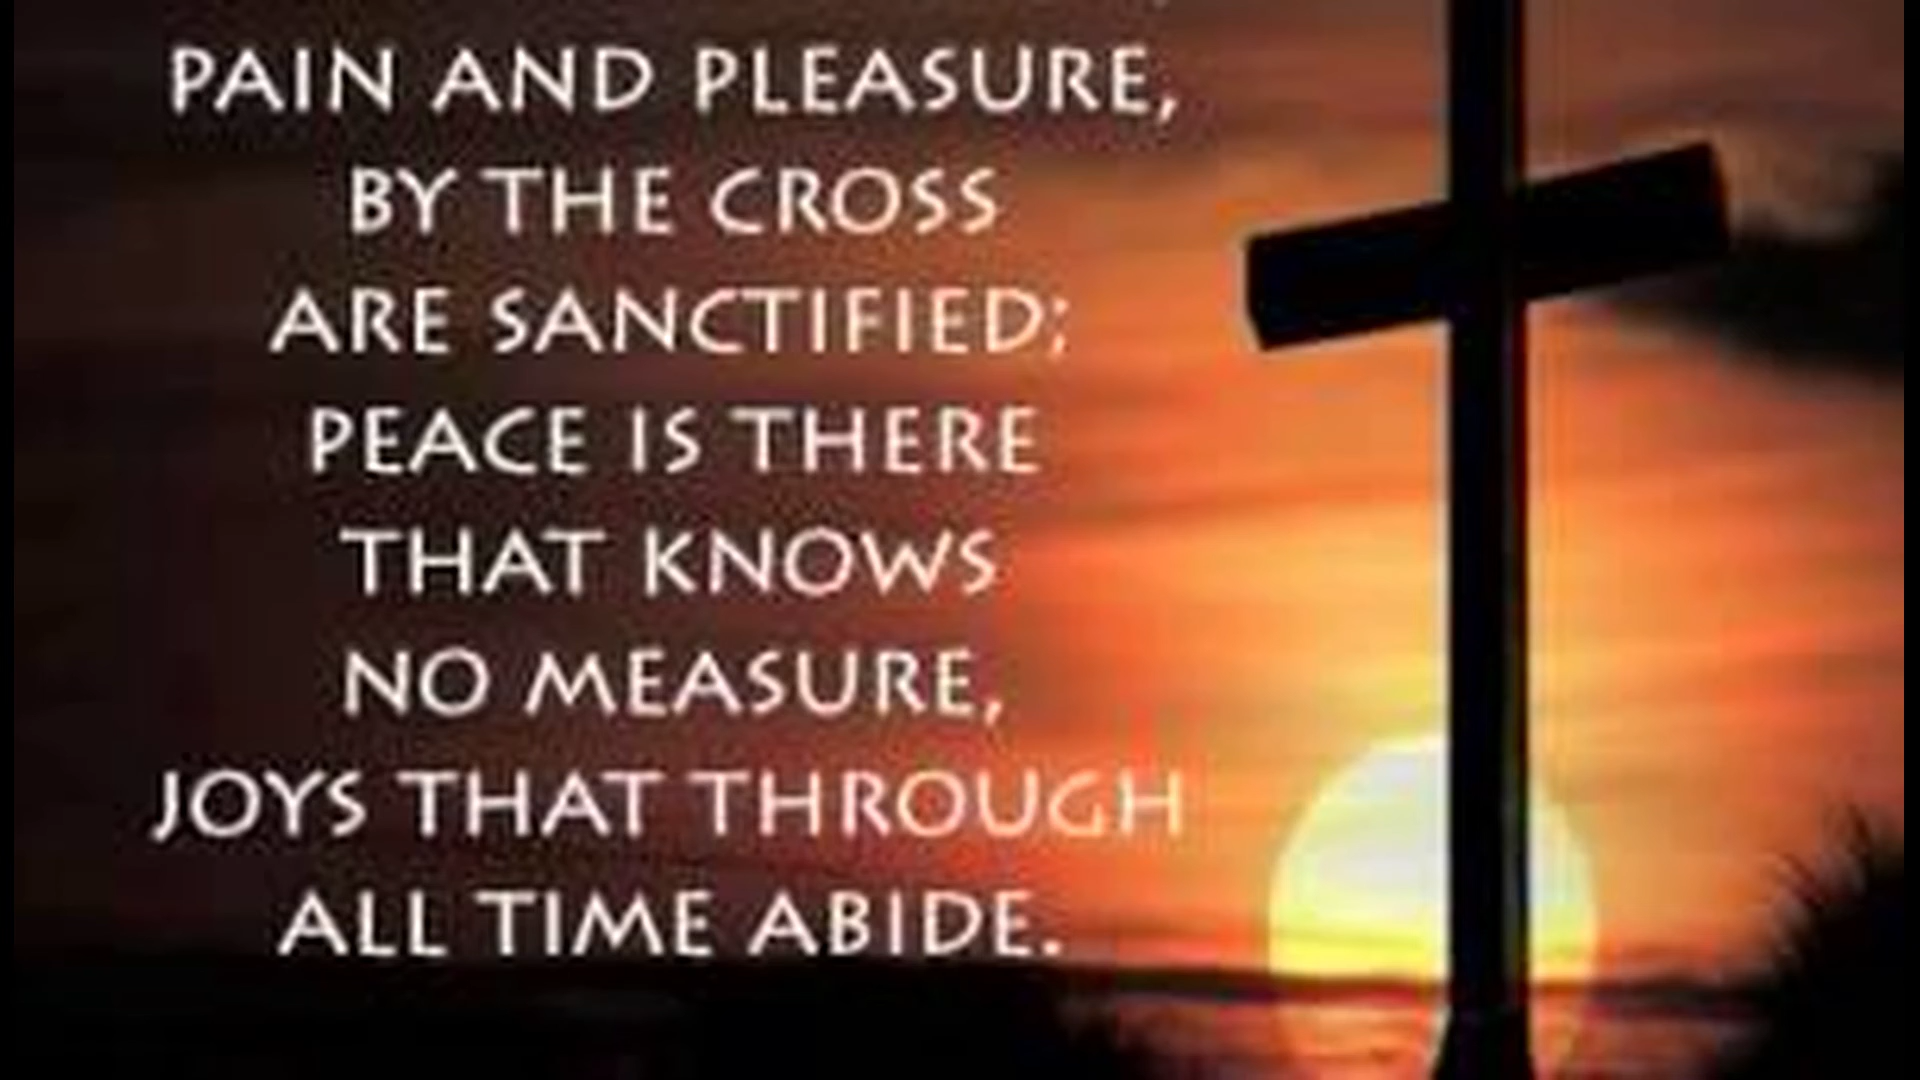 PAIN AND PLEASURE,
BY THE CROSS
ARE SANCTIFIED;
PEACE IS THERE
THAT KNOWS
NO MEASURE,
JOYS THAT THROUGH
ALL TIME ABIDE.